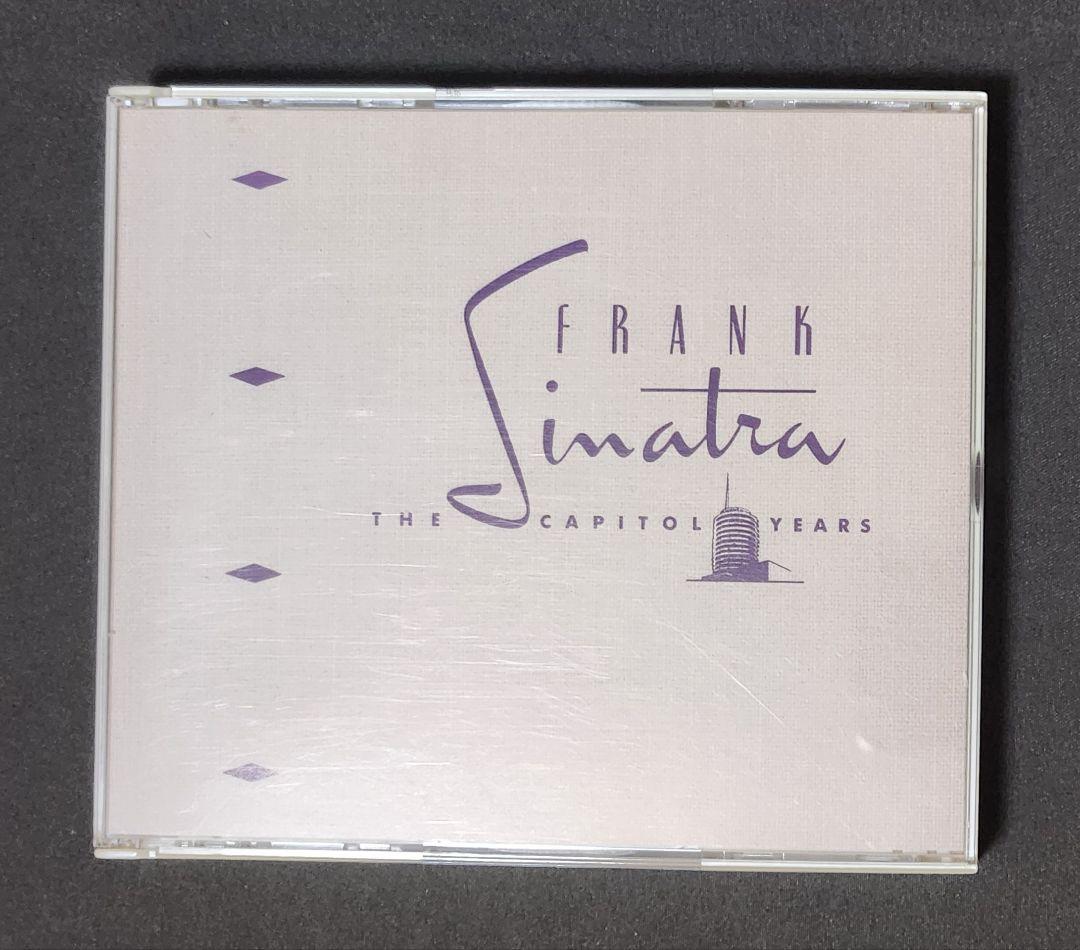 FRANK
Sinatra
THE CAPITOL YEARS